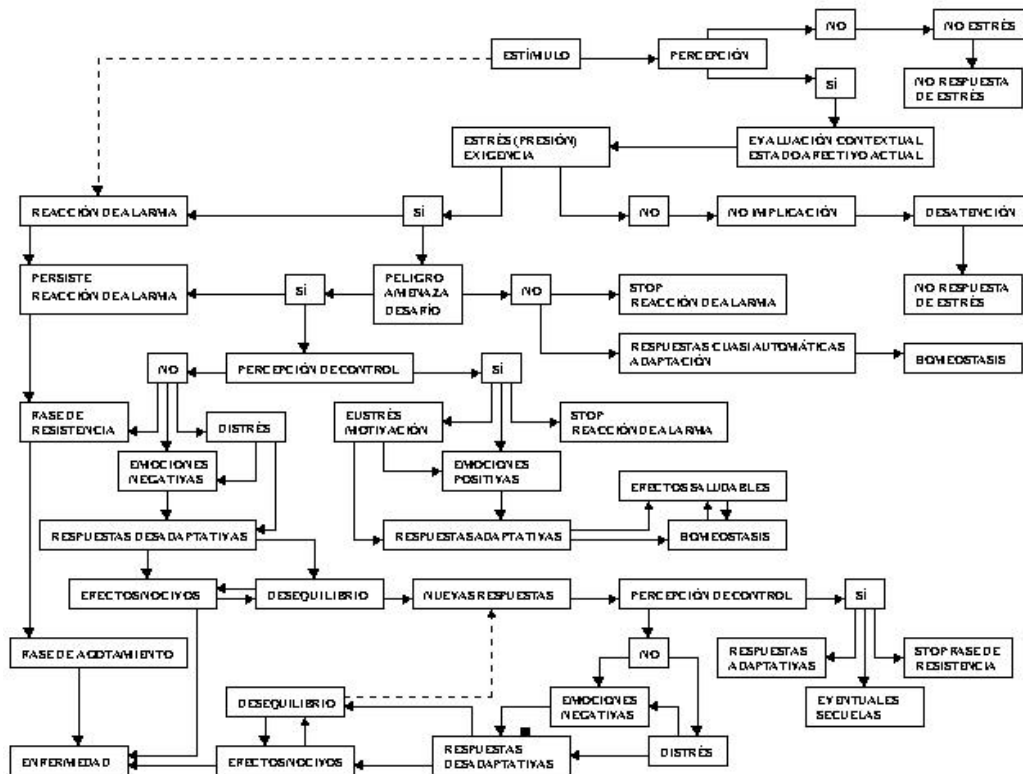 NO
NO ESTRÉS
ESTÍMULO
PERCEPCIÓN
SÍ
NO RESPUESTA
DE ESTRÉS
ESTRÉS (PRESIÓN)
EXIGENCIA
EVALUACIÓN CONTEXTUAL
ESTADO AFECTIVO ACTUAL
REACCIÓN DE ALARMA
SÍ
NO
NO IMPLICACIÓN
DESATENCIÓN
PERSISTE
REACCIÓN DE ALARMA
SÍ
PELIGRO
AMENAZA
DESAFÍO
NO
STOP
REACCIÓN DE ALARMA
NO RESPUESTA
DE ESTRÉS
RESPUESTAS CUASI AUTOMÁTICAS
ADAPTACIÓN
HOMEOSTASIS
NO
PERCEPCIÓN DE CONTROL
SÍ
FASE DE
RESISTENCIA
DISTRÉS
EUSTRÉS
MOTIVACIÓN
STOP
REACCIÓN DE ALARMA
EMOCIONES
NEGATIVAS
EMOCIONES
POSITIVAS
EFECTOS SALUDABLES
RESPUESTAS DESADAPTATIVAS
RESPUESTAS ADAPTATIVAS
HOMEOSTASIS
EFECTOS NOCIVOS
DESEQUILIBRIO
NUEVAS RESPUESTAS
PERCEPCIÓN DE CONTROL
SÍ
FASE DE AGOTAMIENTO
NO
RESPUESTAS
ADAPTATIVAS
STOP FASE DE
RESISTENCIA
DESEQUILIBRIO
EMOCIONES
NEGATIVAS
EVENTUALES
SECUELAS
ENFERMEDAD
EFECTOS NOCIVOS
RESPUESTAS
DESADAPTATIVAS
DISTRÉS